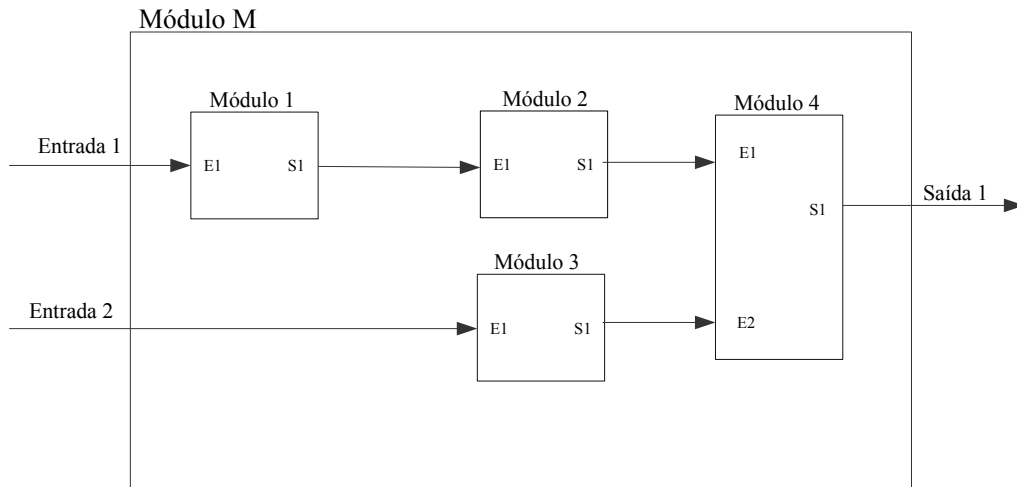 Módulo M
Módulo 1
Módulo 2
Módulo 4
Entrada 1
E1
S1
E1
S1
E1
S1
Saída 1
Módulo 3
Entrada 2
E1
S1
E2